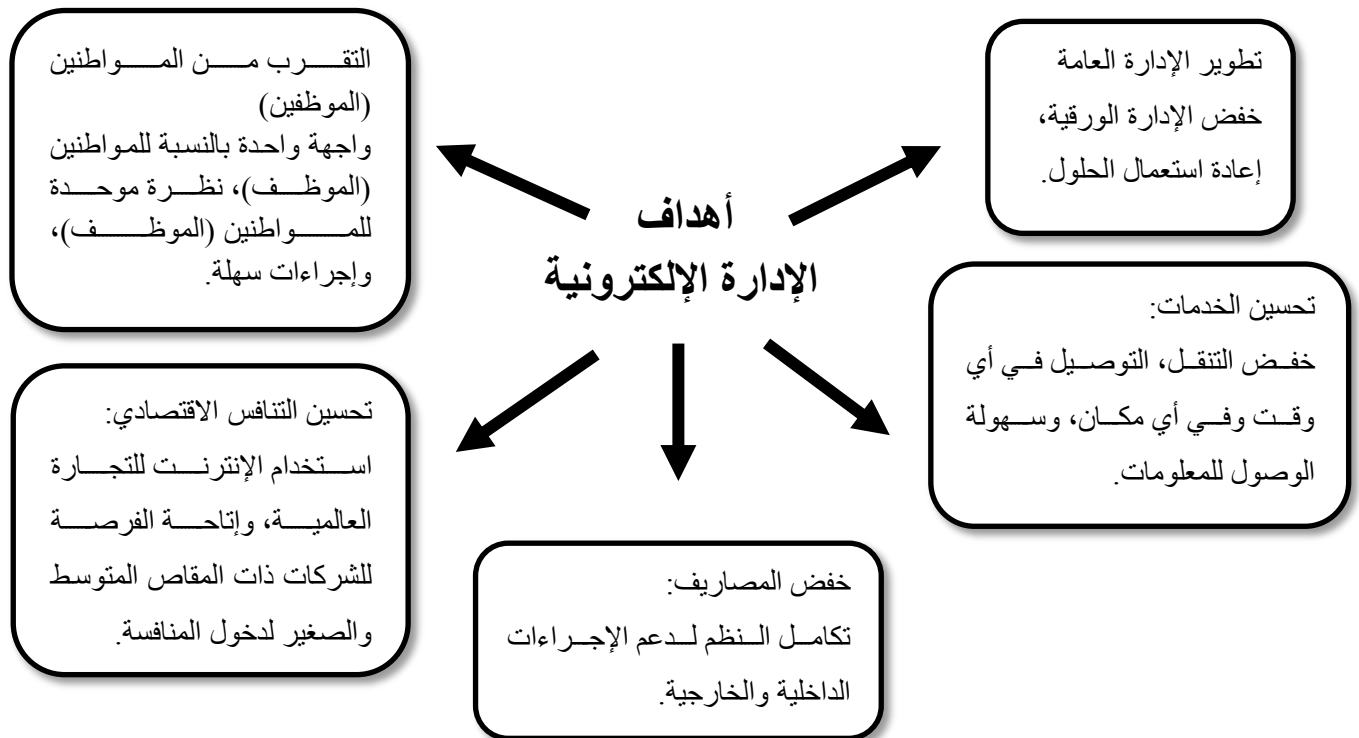 أهداف
الإدارة الإلكترونية
تطوير الإدارة العامة
خفض الإدارة الورقية،
إعادة استعمال الحلول.
تحسين الخدمات:
خفض التنقل، التوصيل في أي
وقت وفي أي مكان، وسهولة
الوصول للمعلومات.
خفض المصاريف:
تكامل النظم لدعم الإجراءات
الداخلية والخارجية.
تحسين التنافس الاقتصادي:
استخدام الإنترنت للتجارة
العالمية، وإتاحة الفرصة
للشركات ذات المقاص المتوسط
والصغير لدخول المنافسة.
التقرب من المواطنين
(الموظفين)
واجهة واحدة بالنسبة للمواطنين
(الموظف)، نظرة موحدة
للمواطنين (الموظف)،
وإجراءات سهلة.